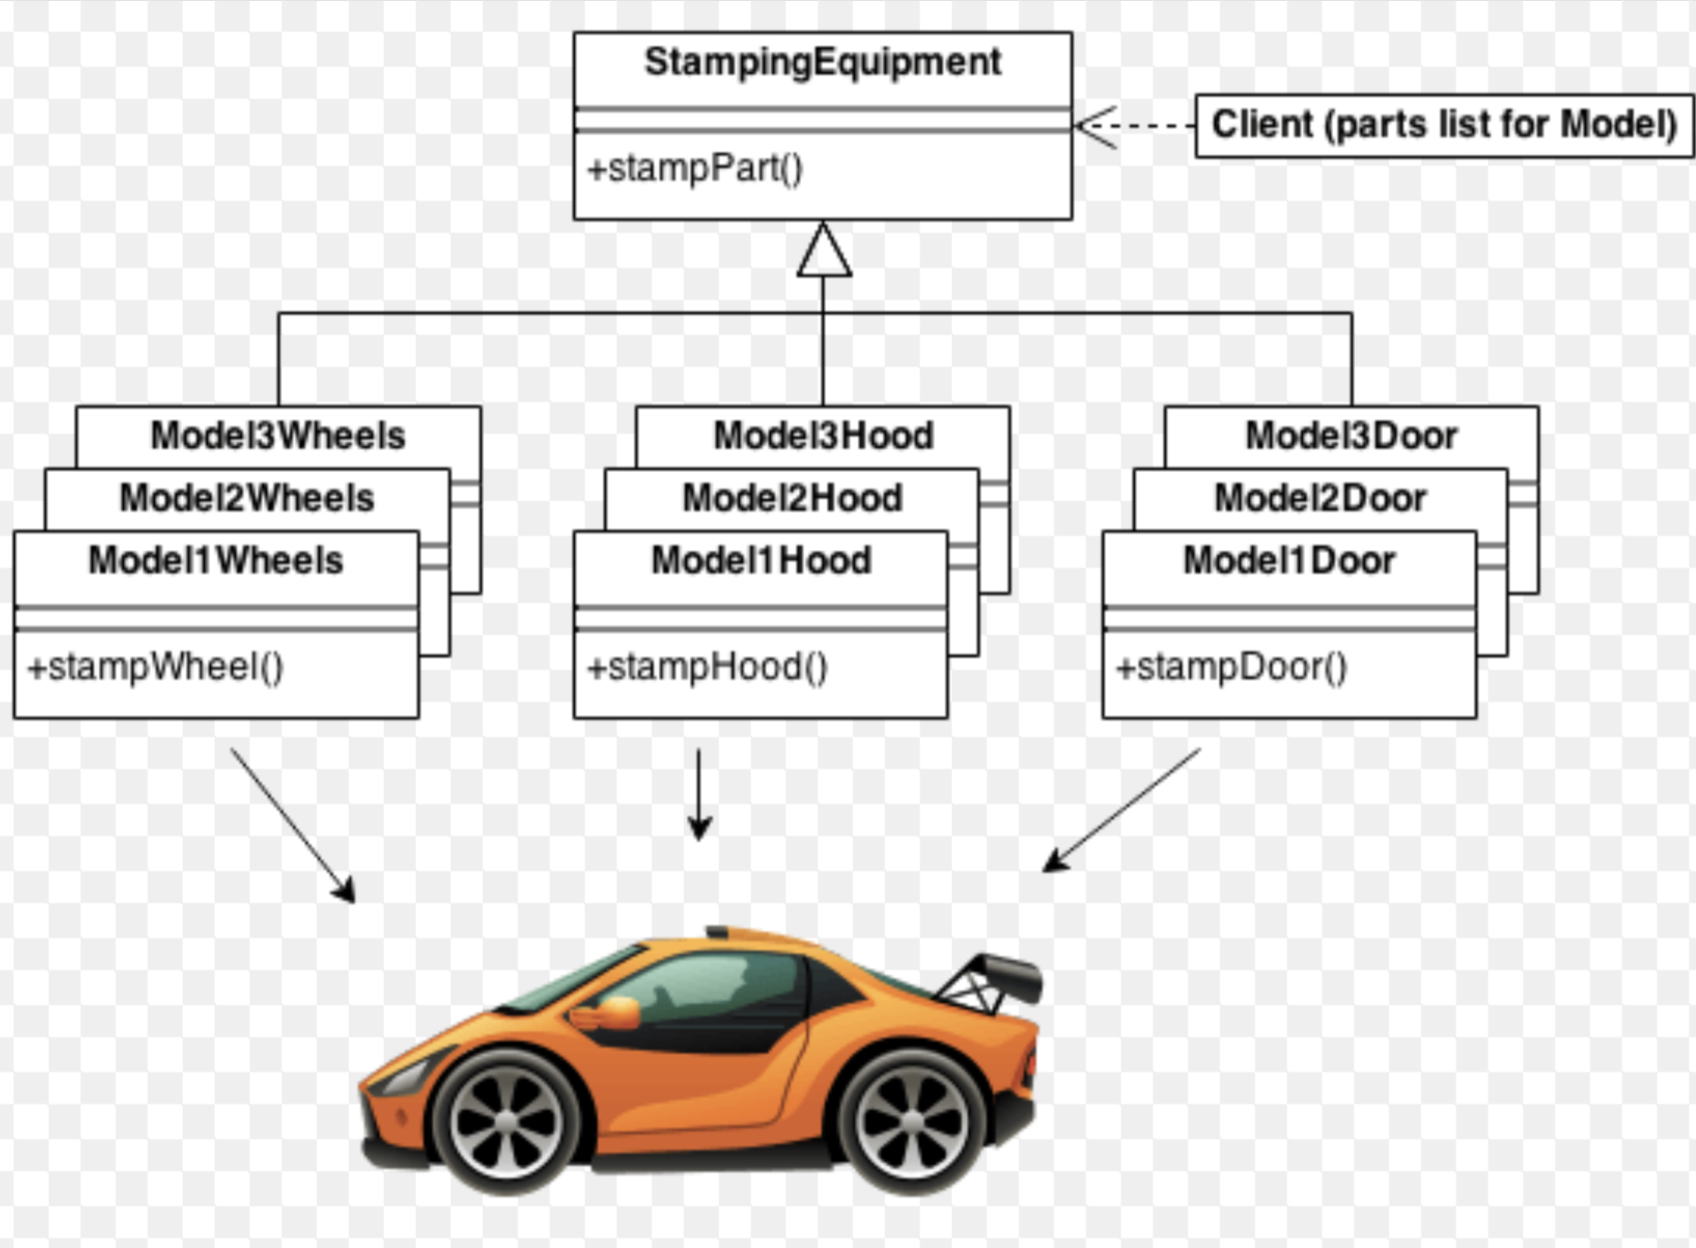 StampingEquipment
+stampPart()
Client (parts list for Model)
Model3Wheels
Model2Wheels
Model1Wheels
+stampWheel()
Model3Hood
Model2Hood
Model1Hood
+stampHood()
Model3Door
Model2Door
Model1Door
+stampDoor()